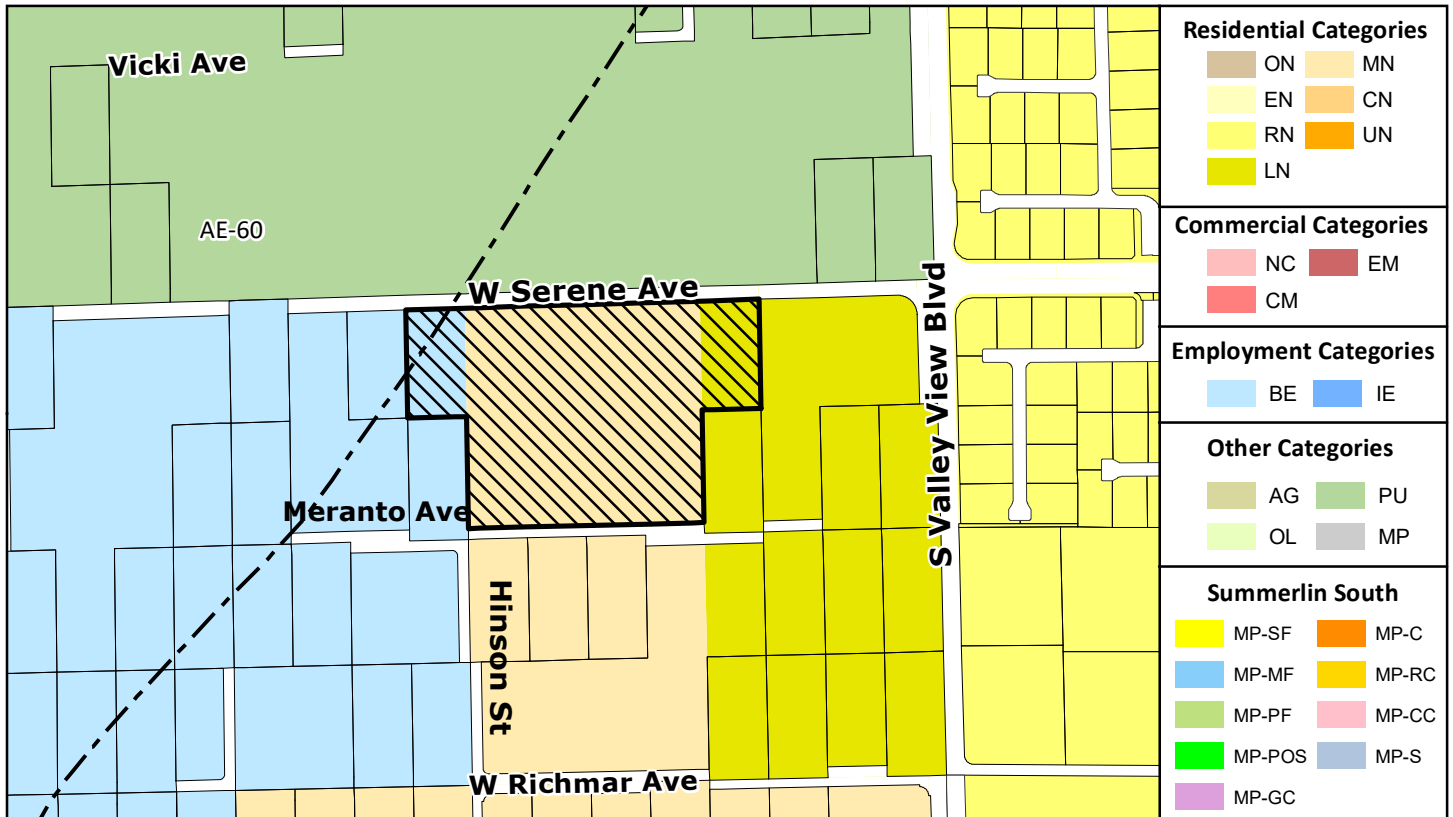 Vicki Ave
AE-60
W Serene Ave
S Valley View Blvd
Meranto Ave
Hinson St
W Richmar Ave
Residential Categories
ON MN
EN CN
RN UN
LN
Commercial Categories
NC EM
CM
Employment Categories
BE IE
Other Categories
AG PU
OL MP
Summerlin South
MP-SF MP-C
MP-MF MP-RC
MP-PF MP-CC
MP-POS MP-S
MP-GC